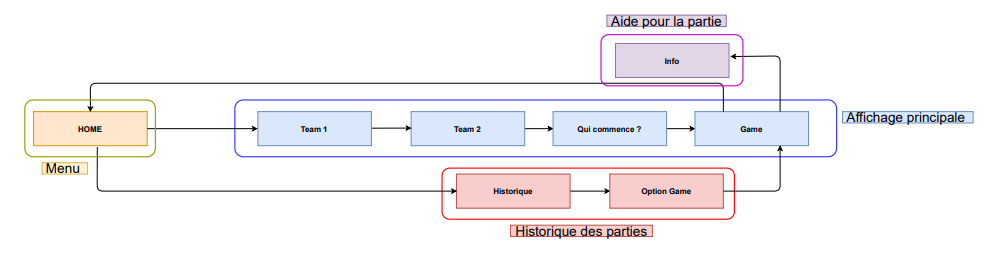 Aide pour la partie
Info
HOME
Team 1
Team 2
Qui commence ?
Game
Affichage principale
Menu
Historique
Option Game
Historique des parties